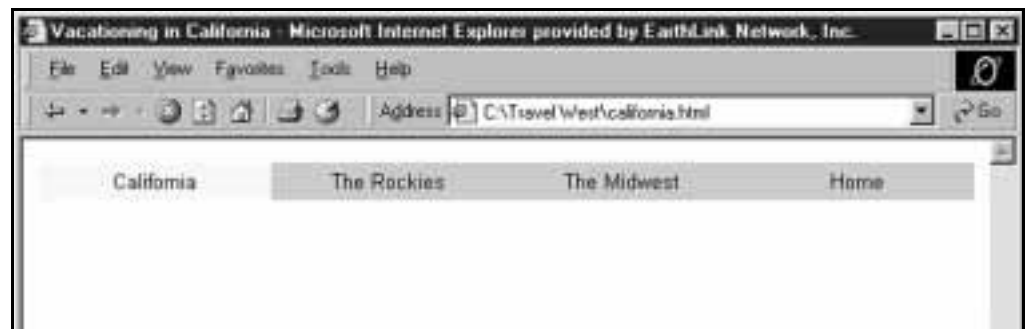 Vacationing in California - Microsoft Internet Explorer provided by EarthLink Network, Inc.
File Edit View Favorites Tools Help
Address C:\Travel West\california.html Go
California The Rockies The Midwest Home